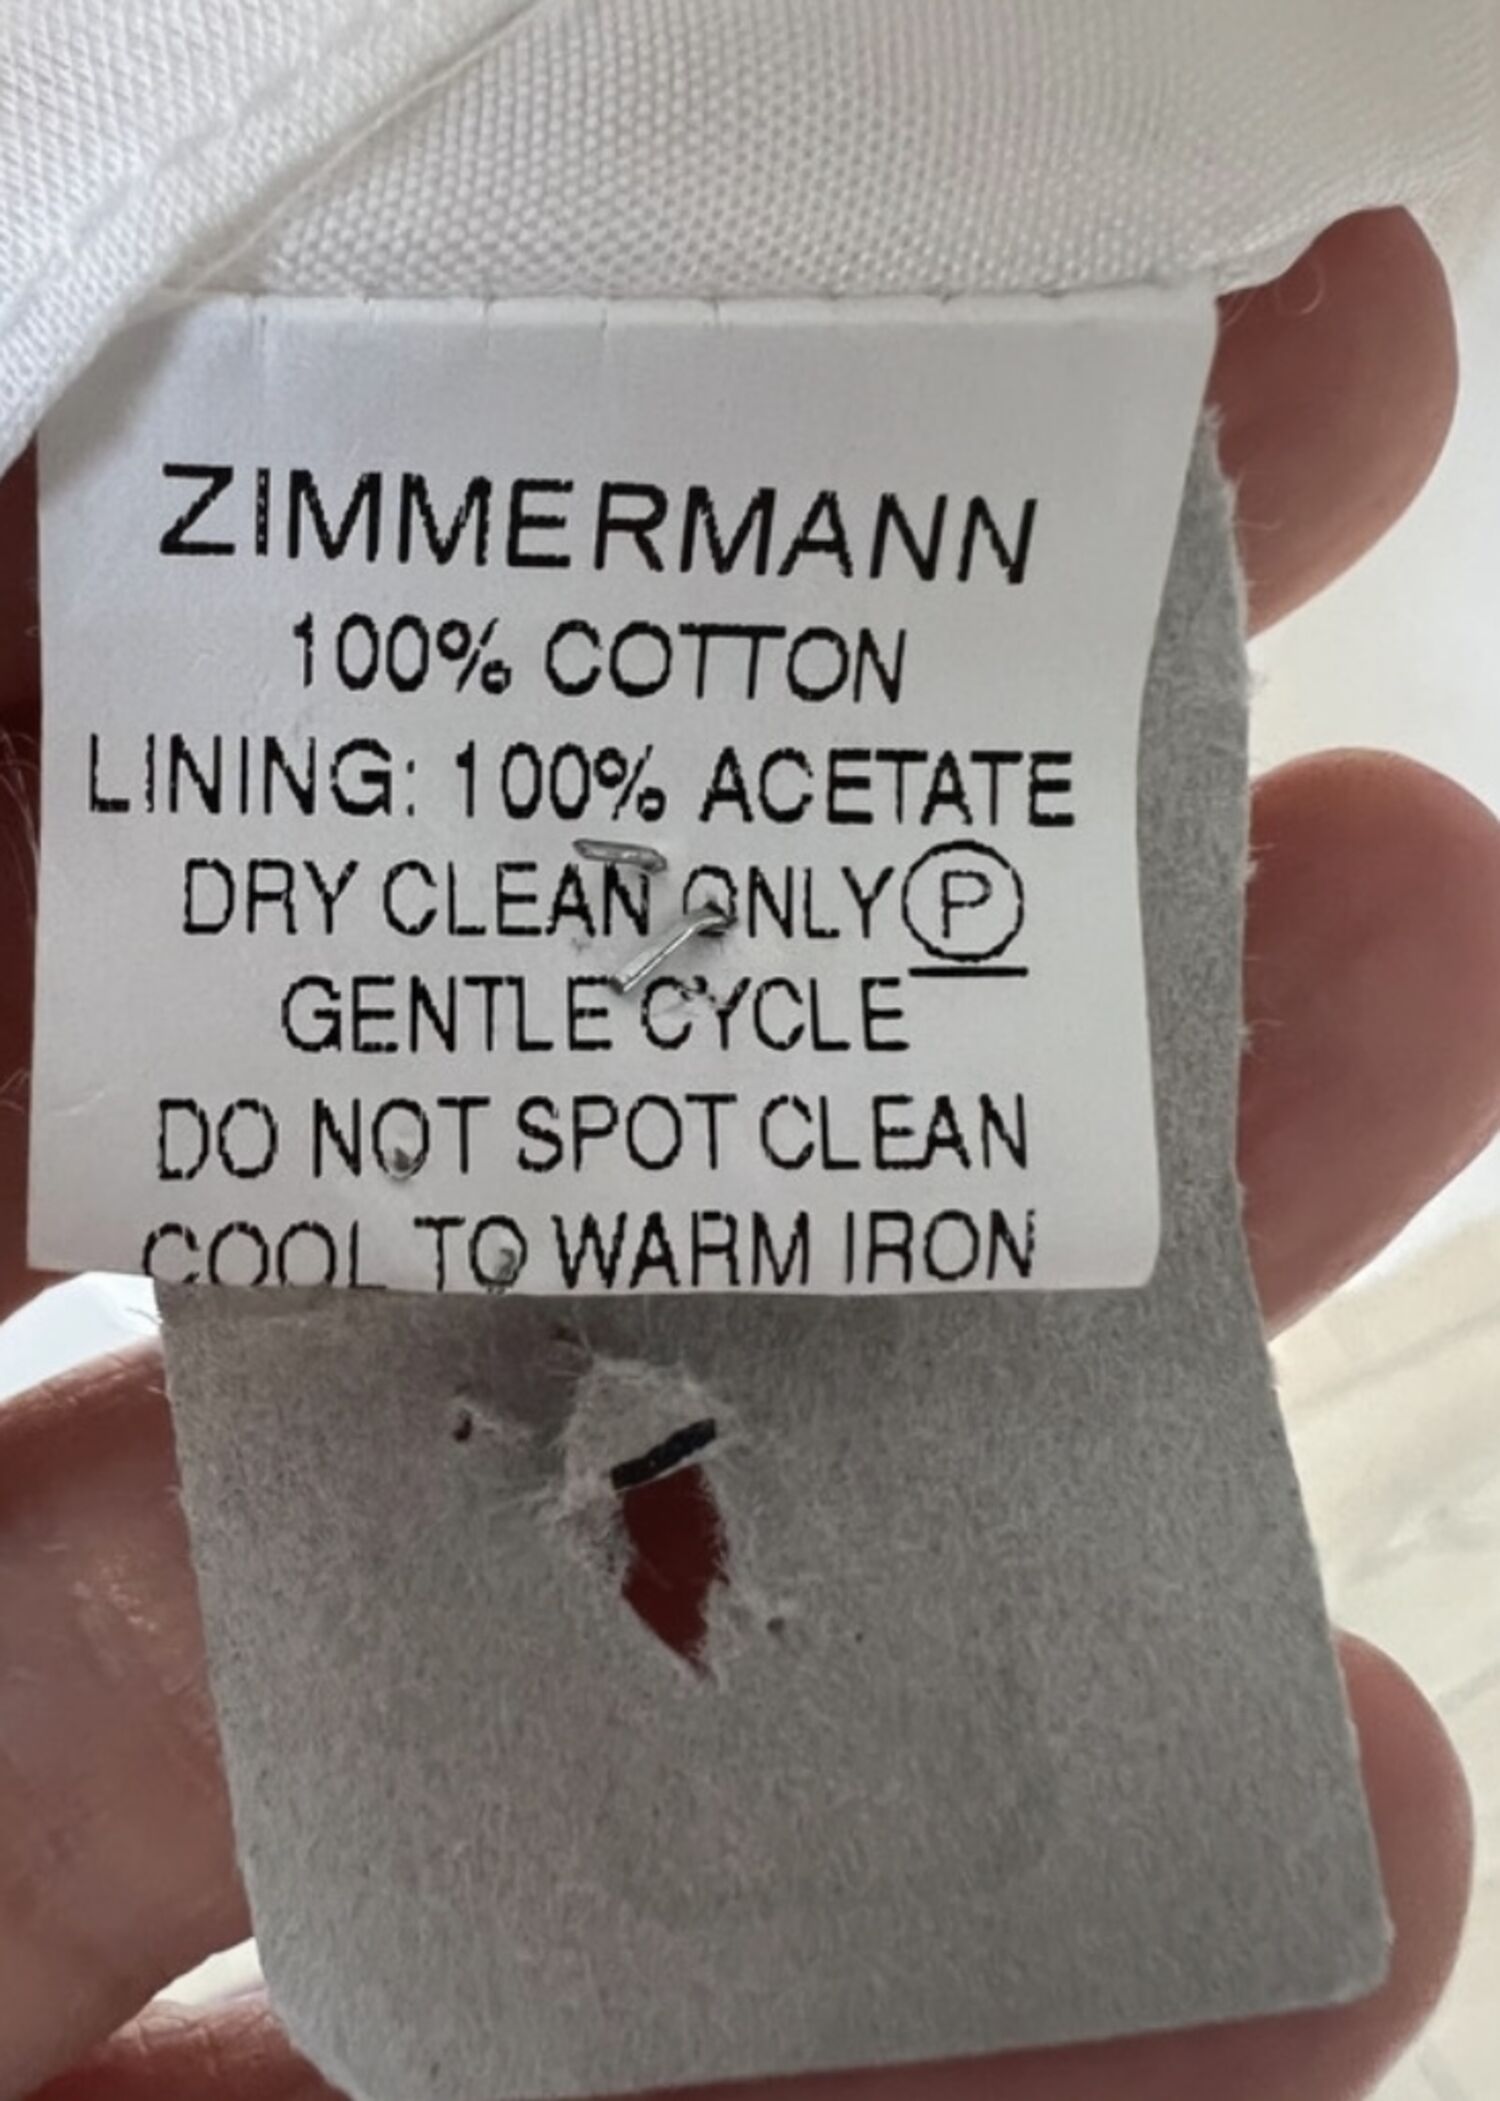 ZIMMERMANN
100% COTTON
LINING: 100% ACETATE
DRY CLEAN ONLY Ⓟ
GENTLE CYCLE
DO NOT SPOT CLEAN
COOL TO WARM IRON